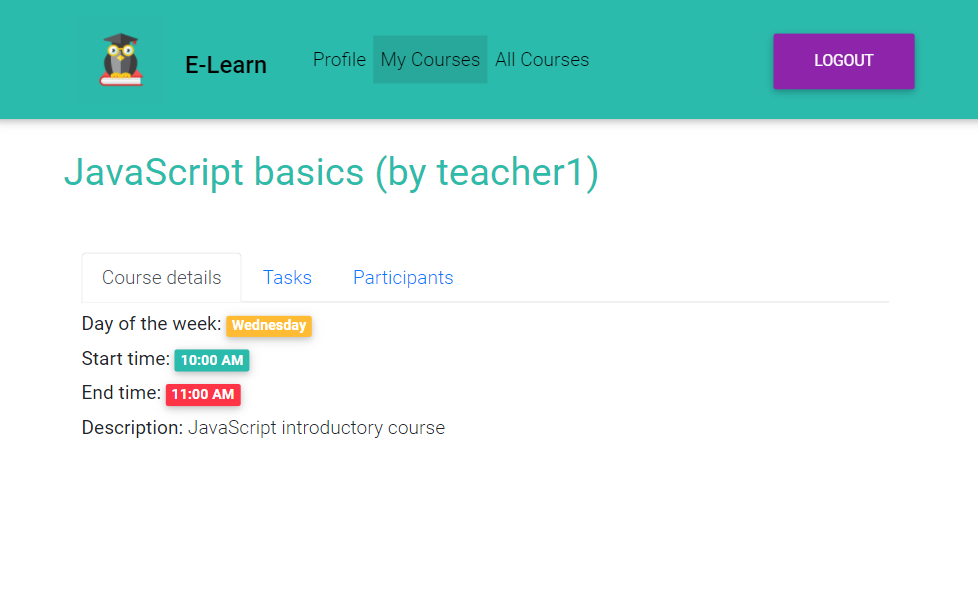 E-Learn Profile My Courses All Courses LOGOUT
JavaScript basics (by teacher1)
Course details Tasks Participants
Day of the week: Wednesday
Start time: 10:00 AM
End time: 11:00 AM
Description: JavaScript introductory course